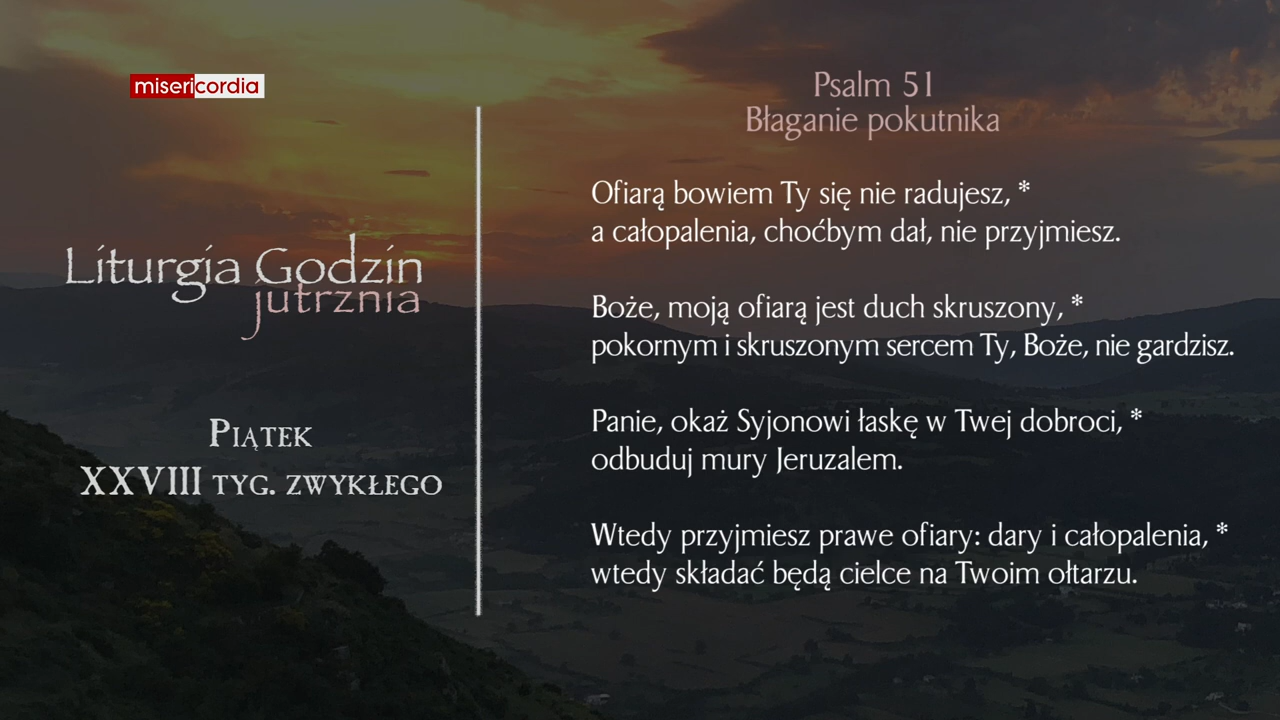 misericordia
Liturgia Godzin
jutrznia
Piątek
XXVIII tyg. zwykłego
Psalm 51
Błaganie pokutnika
Ofiarą bowiem Ty się nie radujesz, *
a całopalenia, choćbym dał, nie przyjmiesz.
Boże, moją ofiarą jest duch skruszony, *
pokornym i skruszonym sercem Ty, Boże, nie gardzisz.
Panie, okaż Syjonowi łaskę w Twej dobroci, *
odbuduj mury Jeruzalem.
Wtedy przyjmiesz prawe ofiary: dary i całopalenia, *
wtedy składać będą cielce na Twoim ołtarzu.